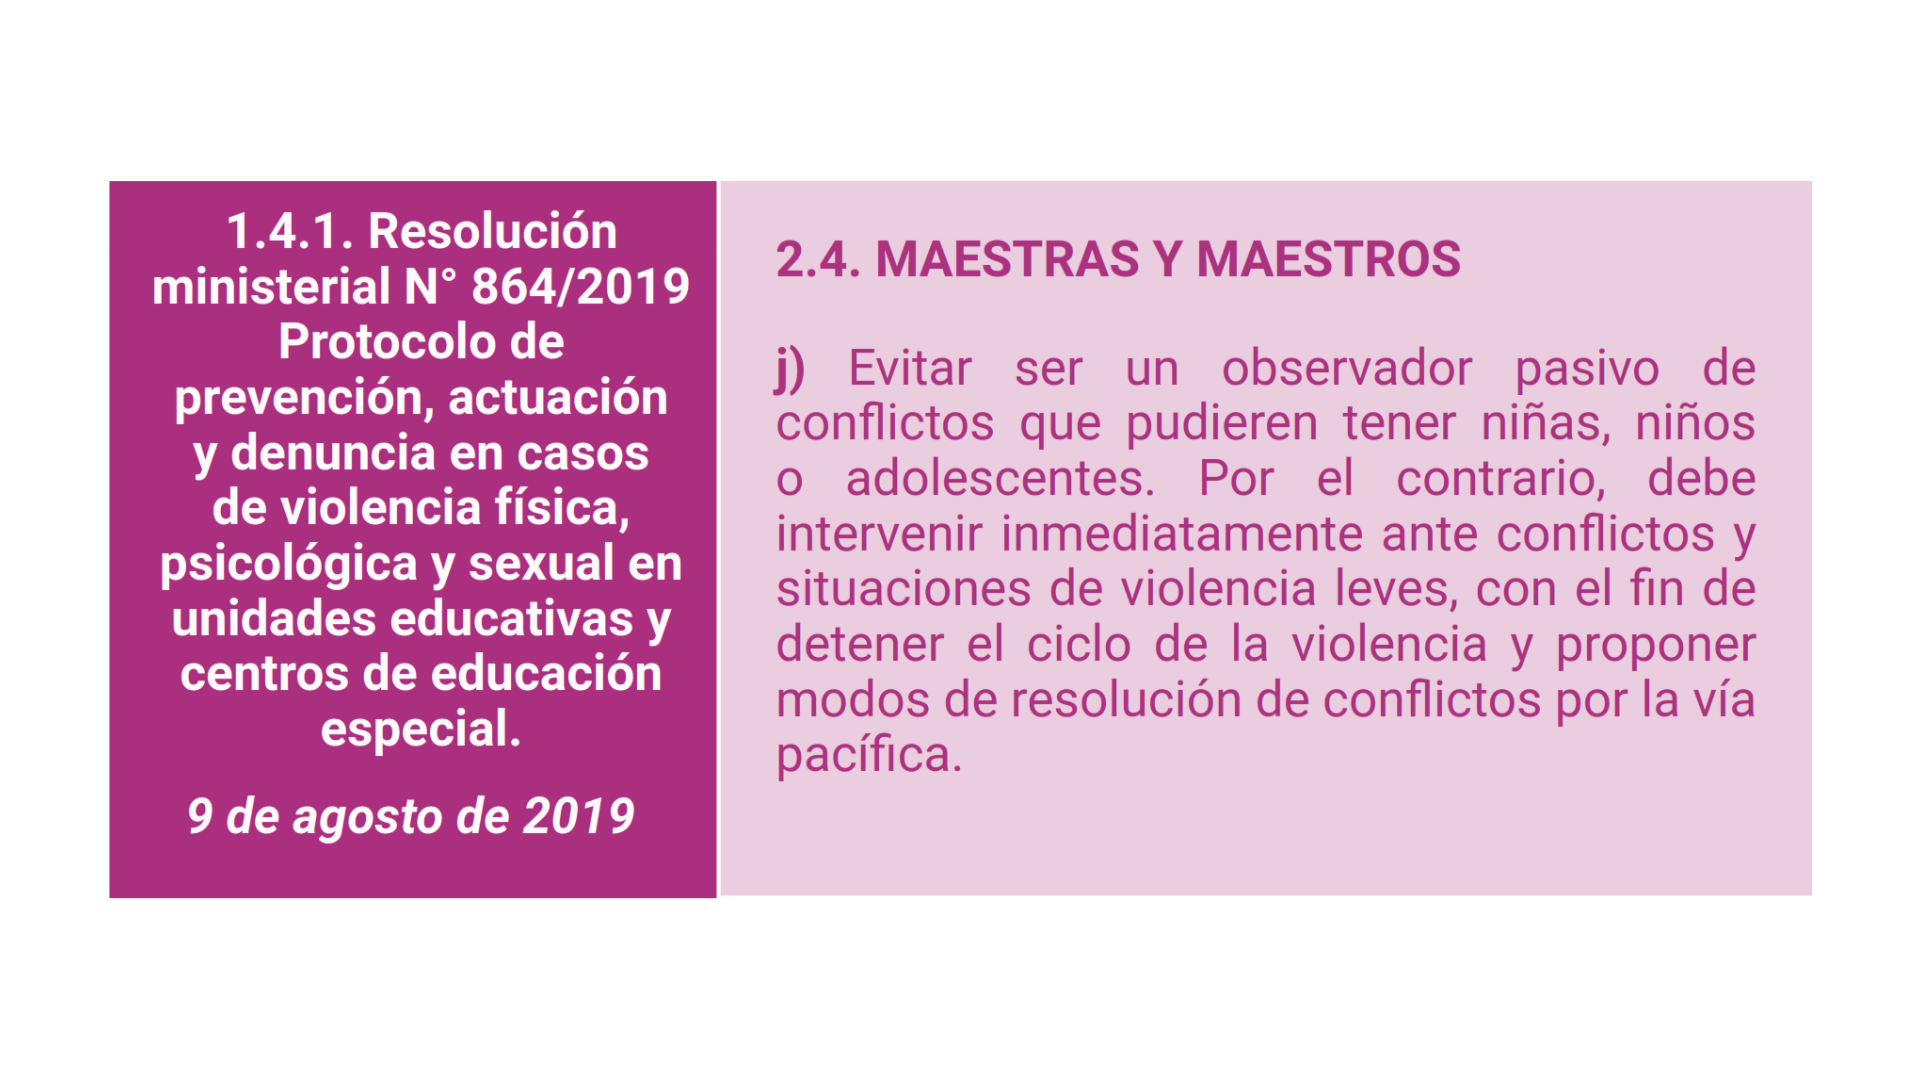 1.4.1. Resolución
ministerial N° 864/2019
Protocolo de
prevención, actuación
y denuncia en casos
de violencia física,
psicológica y sexual en
unidades educativas y
centros de educación
especial.
9 de agosto de 2019
2.4. MAESTRAS Y MAESTROS
j) Evitar ser un observador pasivo de
conflictos que pudieren tener niñas, niños
o adolescentes. Por el contrario, debe
intervenir inmediatamente ante conflictos y
situaciones de violencia leves, con el fin de
detener el ciclo de la violencia y proponer
modos de resolución de conflictos por la vía
pacífica.